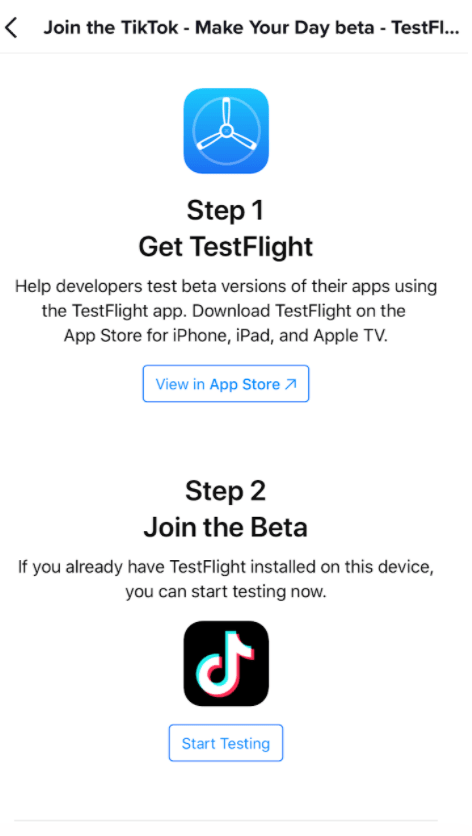 Join the TikTok - Make Your Day beta - TestFl...
Step 1
Get TestFlight
Help developers test beta versions of their apps using
the TestFlight app. Download TestFlight on the
App Store for iPhone, iPad, and Apple TV.
View in App Store ↗
Step 2
Join the Beta
If you already have TestFlight installed on this device,
you can start testing now.
Start Testing